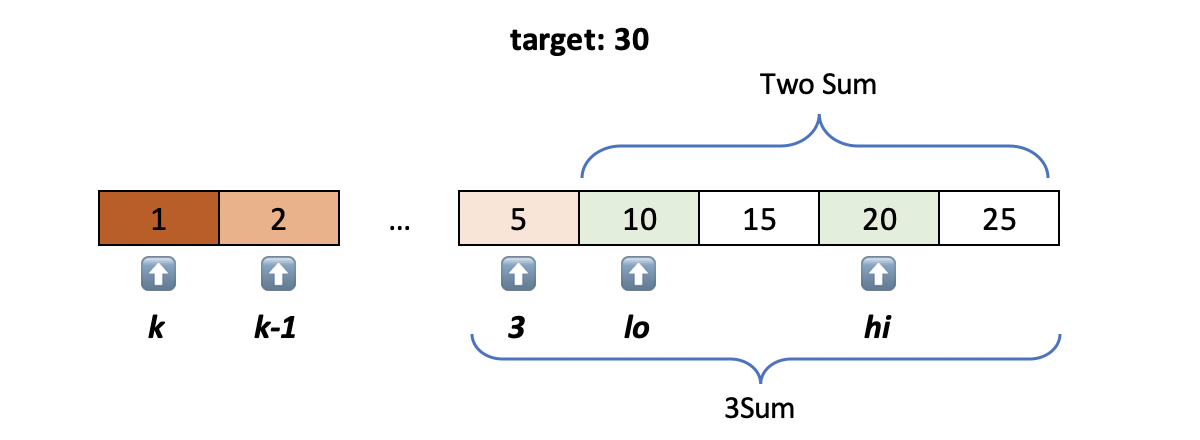 target: 30
Two Sum
1 2 ... 5 10 15 20 25
k k-1 3 lo hi
3Sum